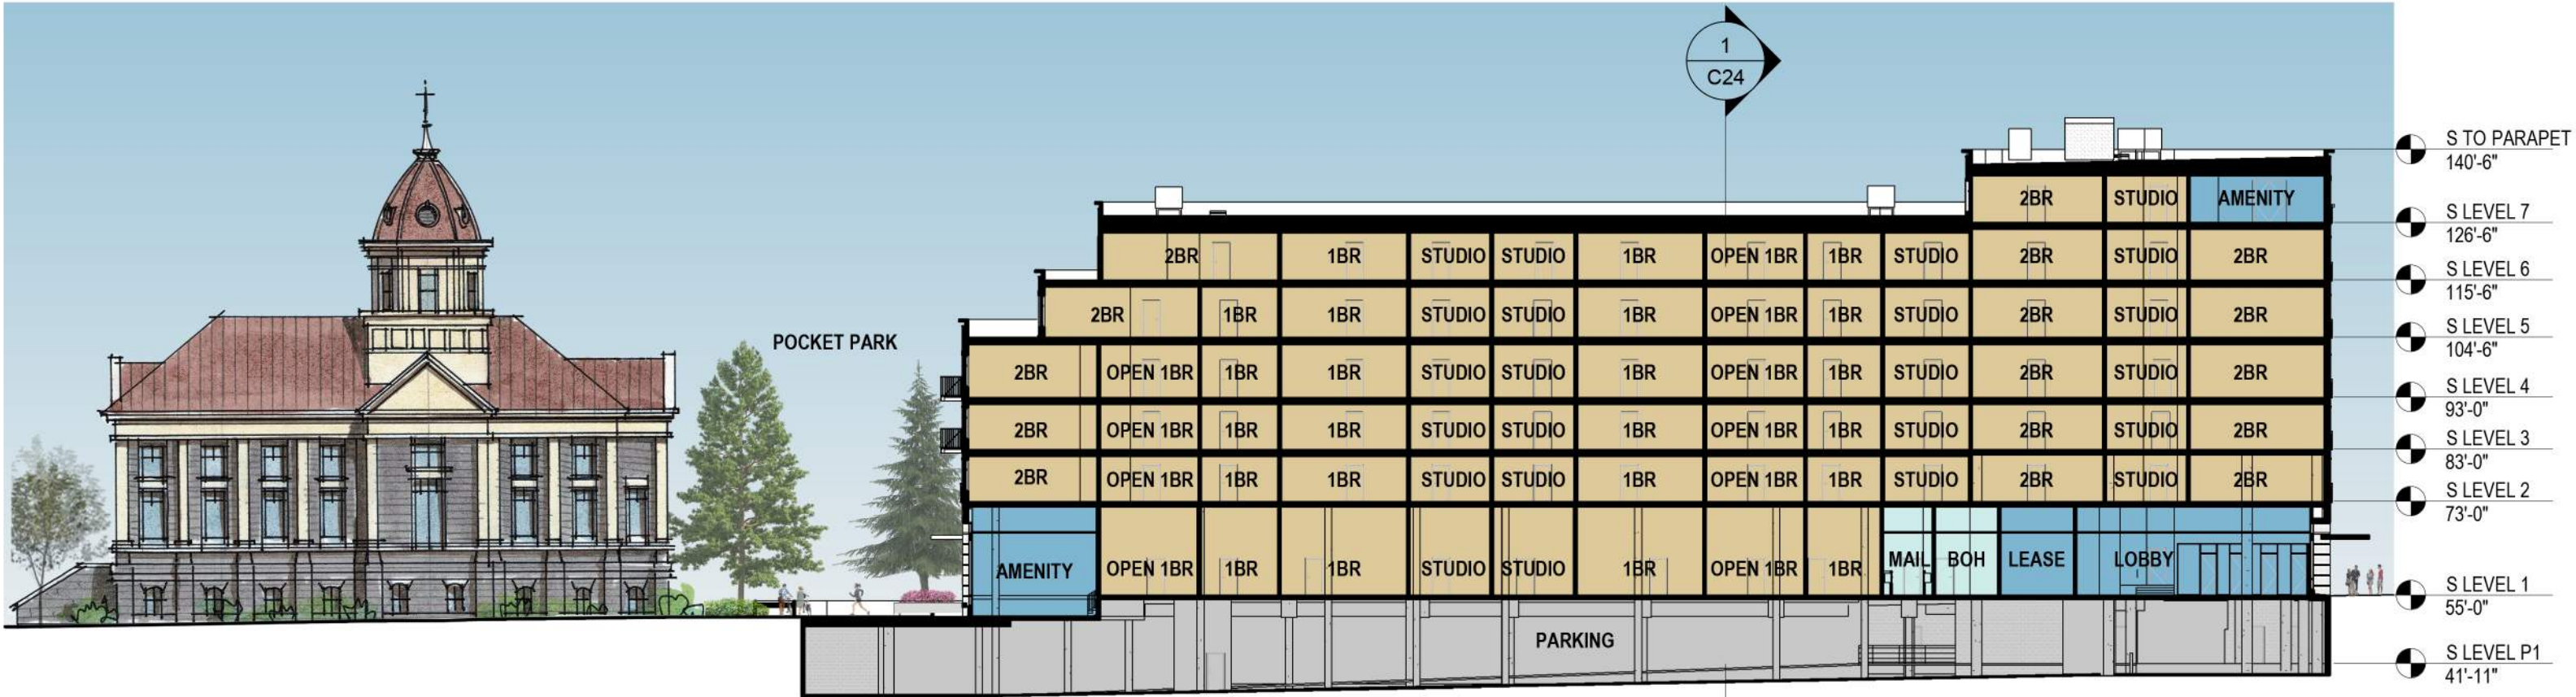 1
C24
S TO PARAPET
140'-6"
2BR STUDIO AMENITY
S LEVEL 7
126'-6"
2BR 1BR STUDIO STUDIO 1BR OPEN 1BR 1BR STUDIO 2BR STUDIO 2BR
S LEVEL 6
115'-6"
2BR 1BR 1BR STUDIO STUDIO 1BR OPEN 1BR 1BR STUDIO 2BR STUDIO 2BR
S LEVEL 5
104'-6"
POCKET PARK
2BR OPEN 1BR 1BR 1BR STUDIO STUDIO 1BR OPEN 1BR 1BR STUDIO 2BR STUDIO 2BR
S LEVEL 4
93'-0"
2BR OPEN 1BR 1BR 1BR STUDIO STUDIO 1BR OPEN 1BR 1BR STUDIO 2BR STUDIO 2BR
S LEVEL 3
83'-0"
2BR OPEN 1BR 1BR 1BR STUDIO STUDIO 1BR OPEN 1BR 1BR STUDIO 2BR STUDIO 2BR
S LEVEL 2
73'-0"
AMENITY OPEN 1BR 1BR 1BR STUDIO STUDIO 1BR OPEN 1BR 1BR MAIL BOH LEASE LOBBY
S LEVEL 1
55'-0"
PARKING
S LEVEL P1
41'-11"